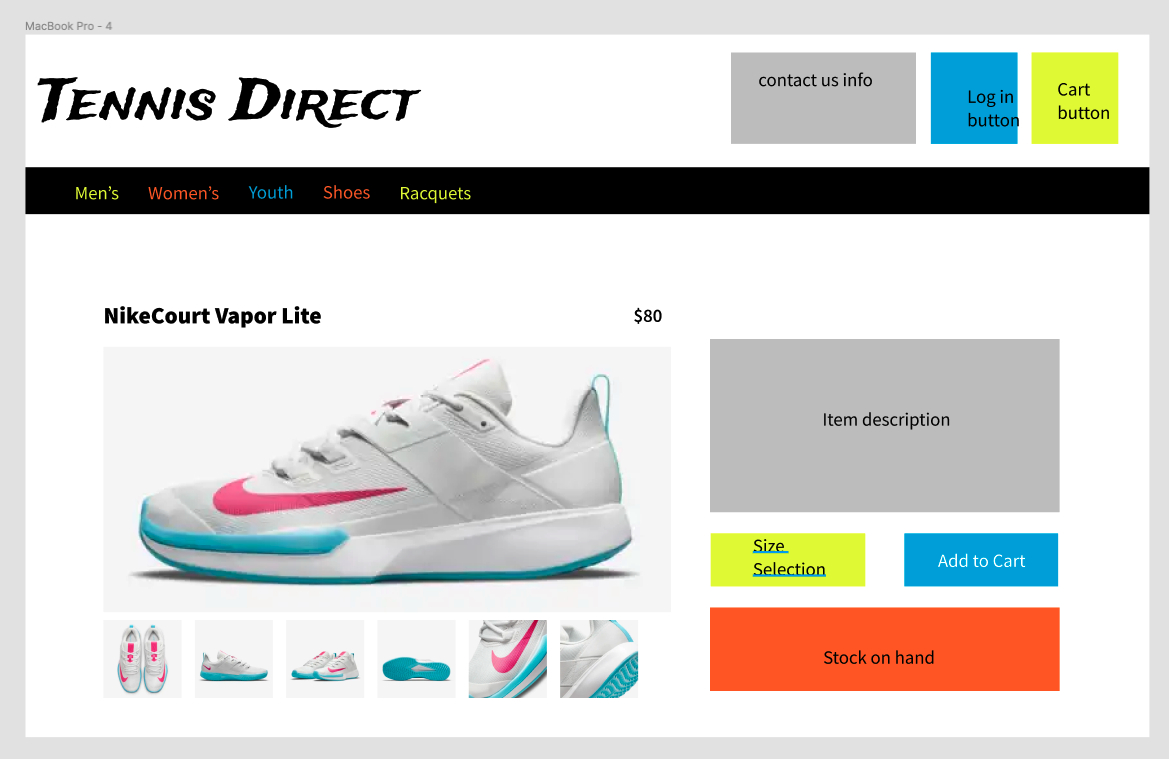 MacBook Pro - 4
Tennis Direct
contact us info
Log in
button
Cart
button
Men’s Women’s Youth Shoes Racquets
NikeCourt Vapor Lite
$80
Item description
Size
Selection
Add to Cart
Stock on hand